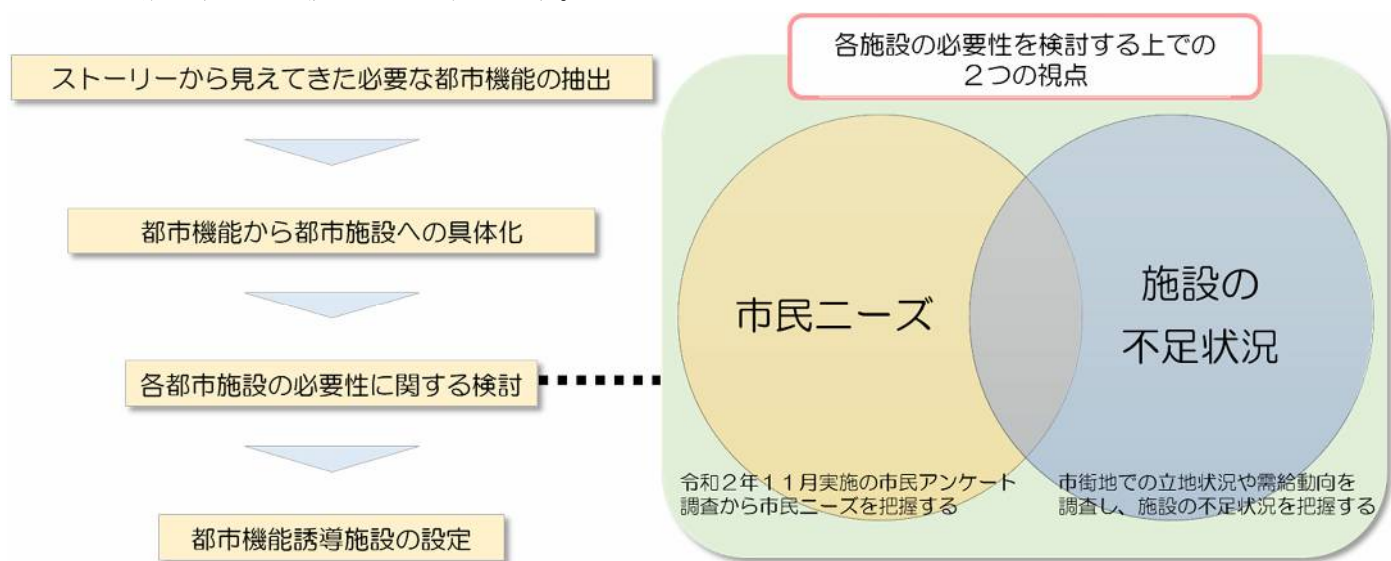 ストーリーから見えてきた必要な都市機能の抽出
都市機能から都市施設への具体化
各都市施設の必要性に関する検討
都市機能誘導施設の設定
各施設の必要性を検討する上での
２つの視点
市民ニーズ
施設の
不足状況
令和２年１１月実施の市民アンケート
調査から市民ニーズを把握する
市街地での立地状況や需給動向を
調査し、施設の不足状況を把握する